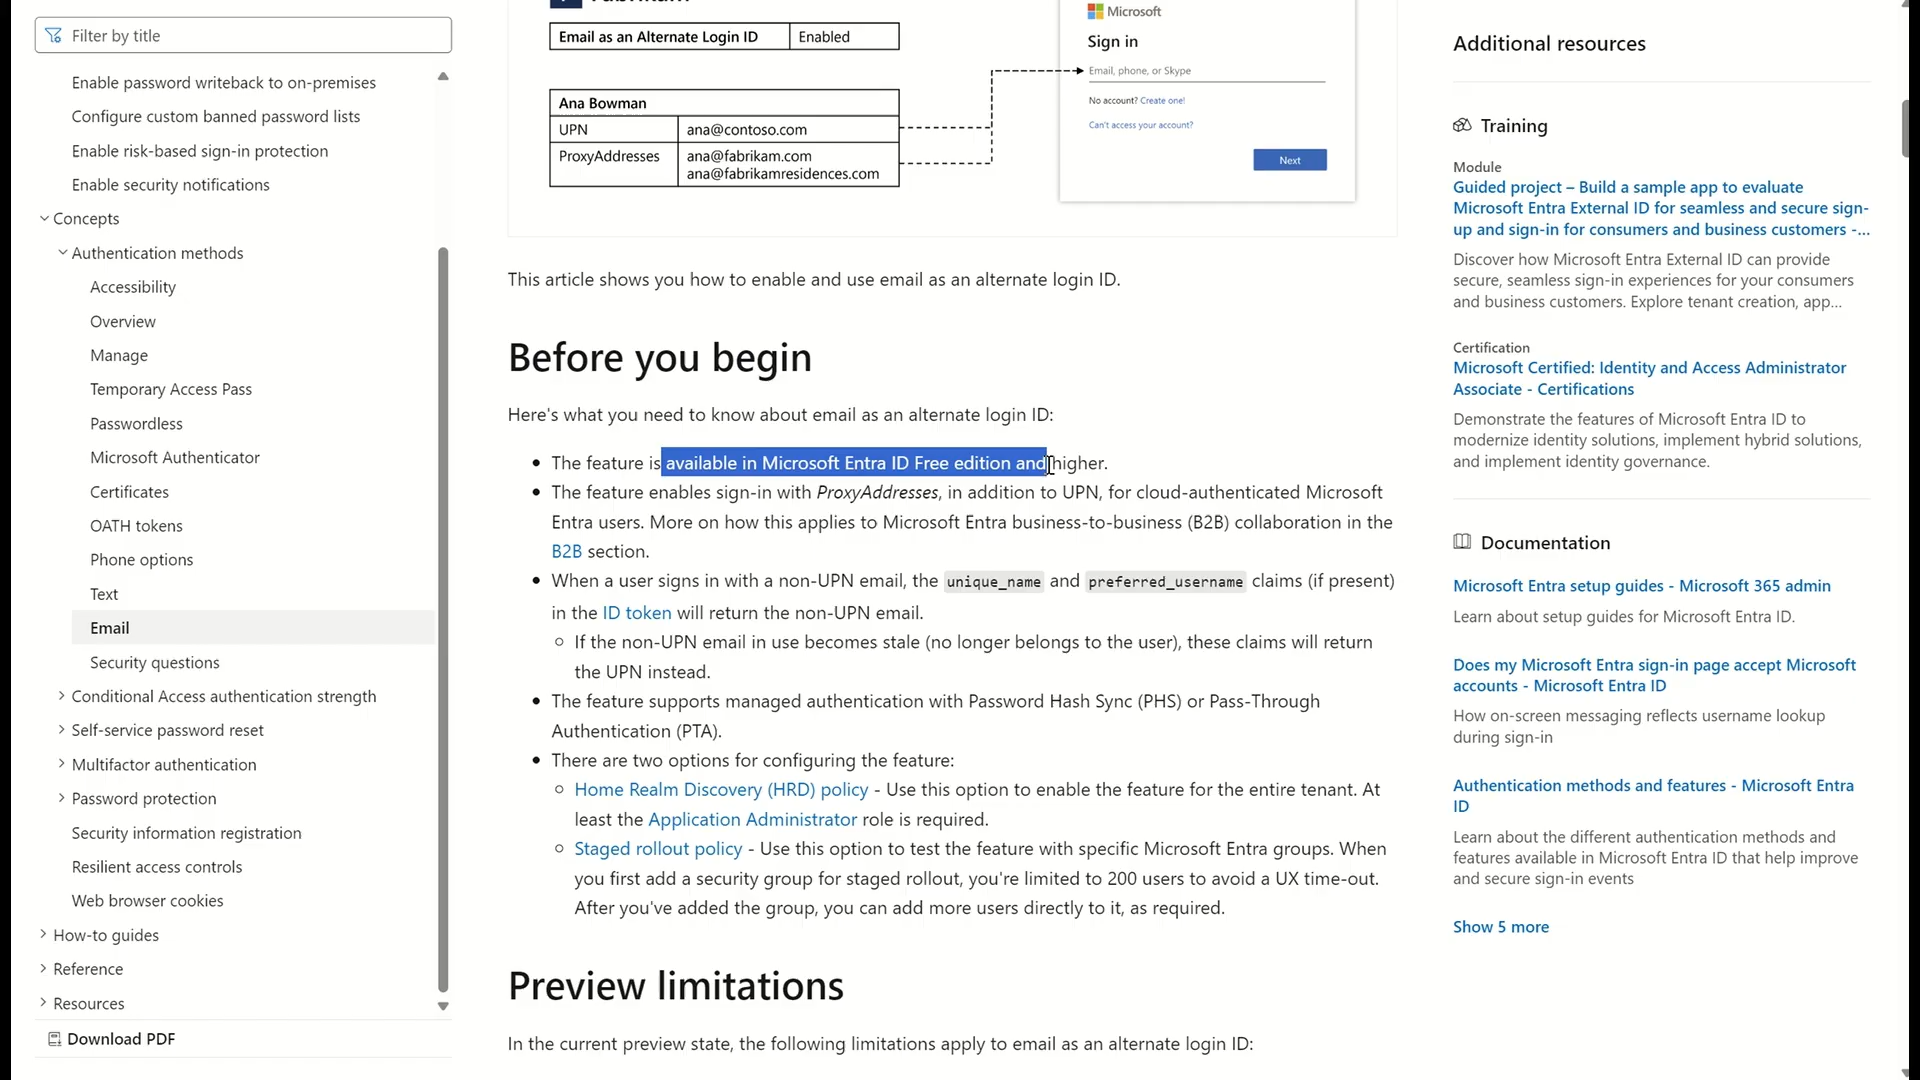 Filter by title
Enable password writeback to on-premises
Configure custom banned password lists
Enable risk-based sign-in protection
Enable security notifications
Concepts
Authentication methods
Accessibility
Overview
Manage
Temporary Access Pass
Passwordless
Microsoft Authenticator
Certificates
OATH tokens
Phone options
Text
Email
Security questions
Conditional Access authentication strength
Self-service password reset
Multifactor authentication
Password protection
Security information registration
Resilient access controls
Web browser cookies
How-to guides
Reference
Resources
Download PDF
Email as an Alternate Login ID Enabled
Ana Bowman
UPN ana@contoso.com
ProxyAddresses ana@fabrikam.com
ana@fabrikamresidences.com
Microsoft
Sign in
Email, phone, or Skype
No account? Create one!
Can't access your account?
Next
This article shows you how to enable and use email as an alternate login ID.
Before you begin
Here's what you need to know about email as an alternate login ID:
The feature is available in Microsoft Entra ID Free edition and higher.
The feature enables sign-in with ProxyAddresses, in addition to UPN, for cloud-authenticated Microsoft
Entra users. More on how this applies to Microsoft Entra business-to-business (B2B) collaboration in the
B2B section.
When a user signs in with a non-UPN email, the unique_name and preferred_username claims (if present)
in the ID token will return the non-UPN email.
If the non-UPN email in use becomes stale (no longer belongs to the user), these claims will return
the UPN instead.
The feature supports managed authentication with Password Hash Sync (PHS) or Pass-Through
Authentication (PTA).
There are two options for configuring the feature:
Home Realm Discovery (HRD) policy - Use this option to enable the feature for the entire tenant. At
least the Application Administrator role is required.
Staged rollout policy - Use this option to test the feature with specific Microsoft Entra groups. When
you first add a security group for staged rollout, you're limited to 200 users to avoid a UX time-out.
After you've added the group, you can add more users directly to it, as required.
Preview limitations
In the current preview state, the following limitations apply to email as an alternate login ID:
Additional resources
Training
Module
Guided project – Build a sample app to evaluate
Microsoft Entra External ID for seamless and secure sign-
up and sign-in for consumers and business customers -...
Discover how Microsoft Entra External ID can provide
secure, seamless sign-in experiences for your consumers
and business customers. Explore tenant creation, app...
Certification
Microsoft Certified: Identity and Access Administrator
Associate - Certifications
Demonstrate the features of Microsoft Entra ID to
modernize identity solutions, implement hybrid solutions,
and implement identity governance.
Documentation
Microsoft Entra setup guides - Microsoft 365 admin
Learn about setup guides for Microsoft Entra ID.
Does my Microsoft Entra sign-in page accept Microsoft
accounts - Microsoft Entra ID
How on-screen messaging reflects username lookup
during sign-in
Authentication methods and features - Microsoft Entra
ID
Learn about the different authentication methods and
features available in Microsoft Entra ID that help improve
and secure sign-in events
Show 5 more